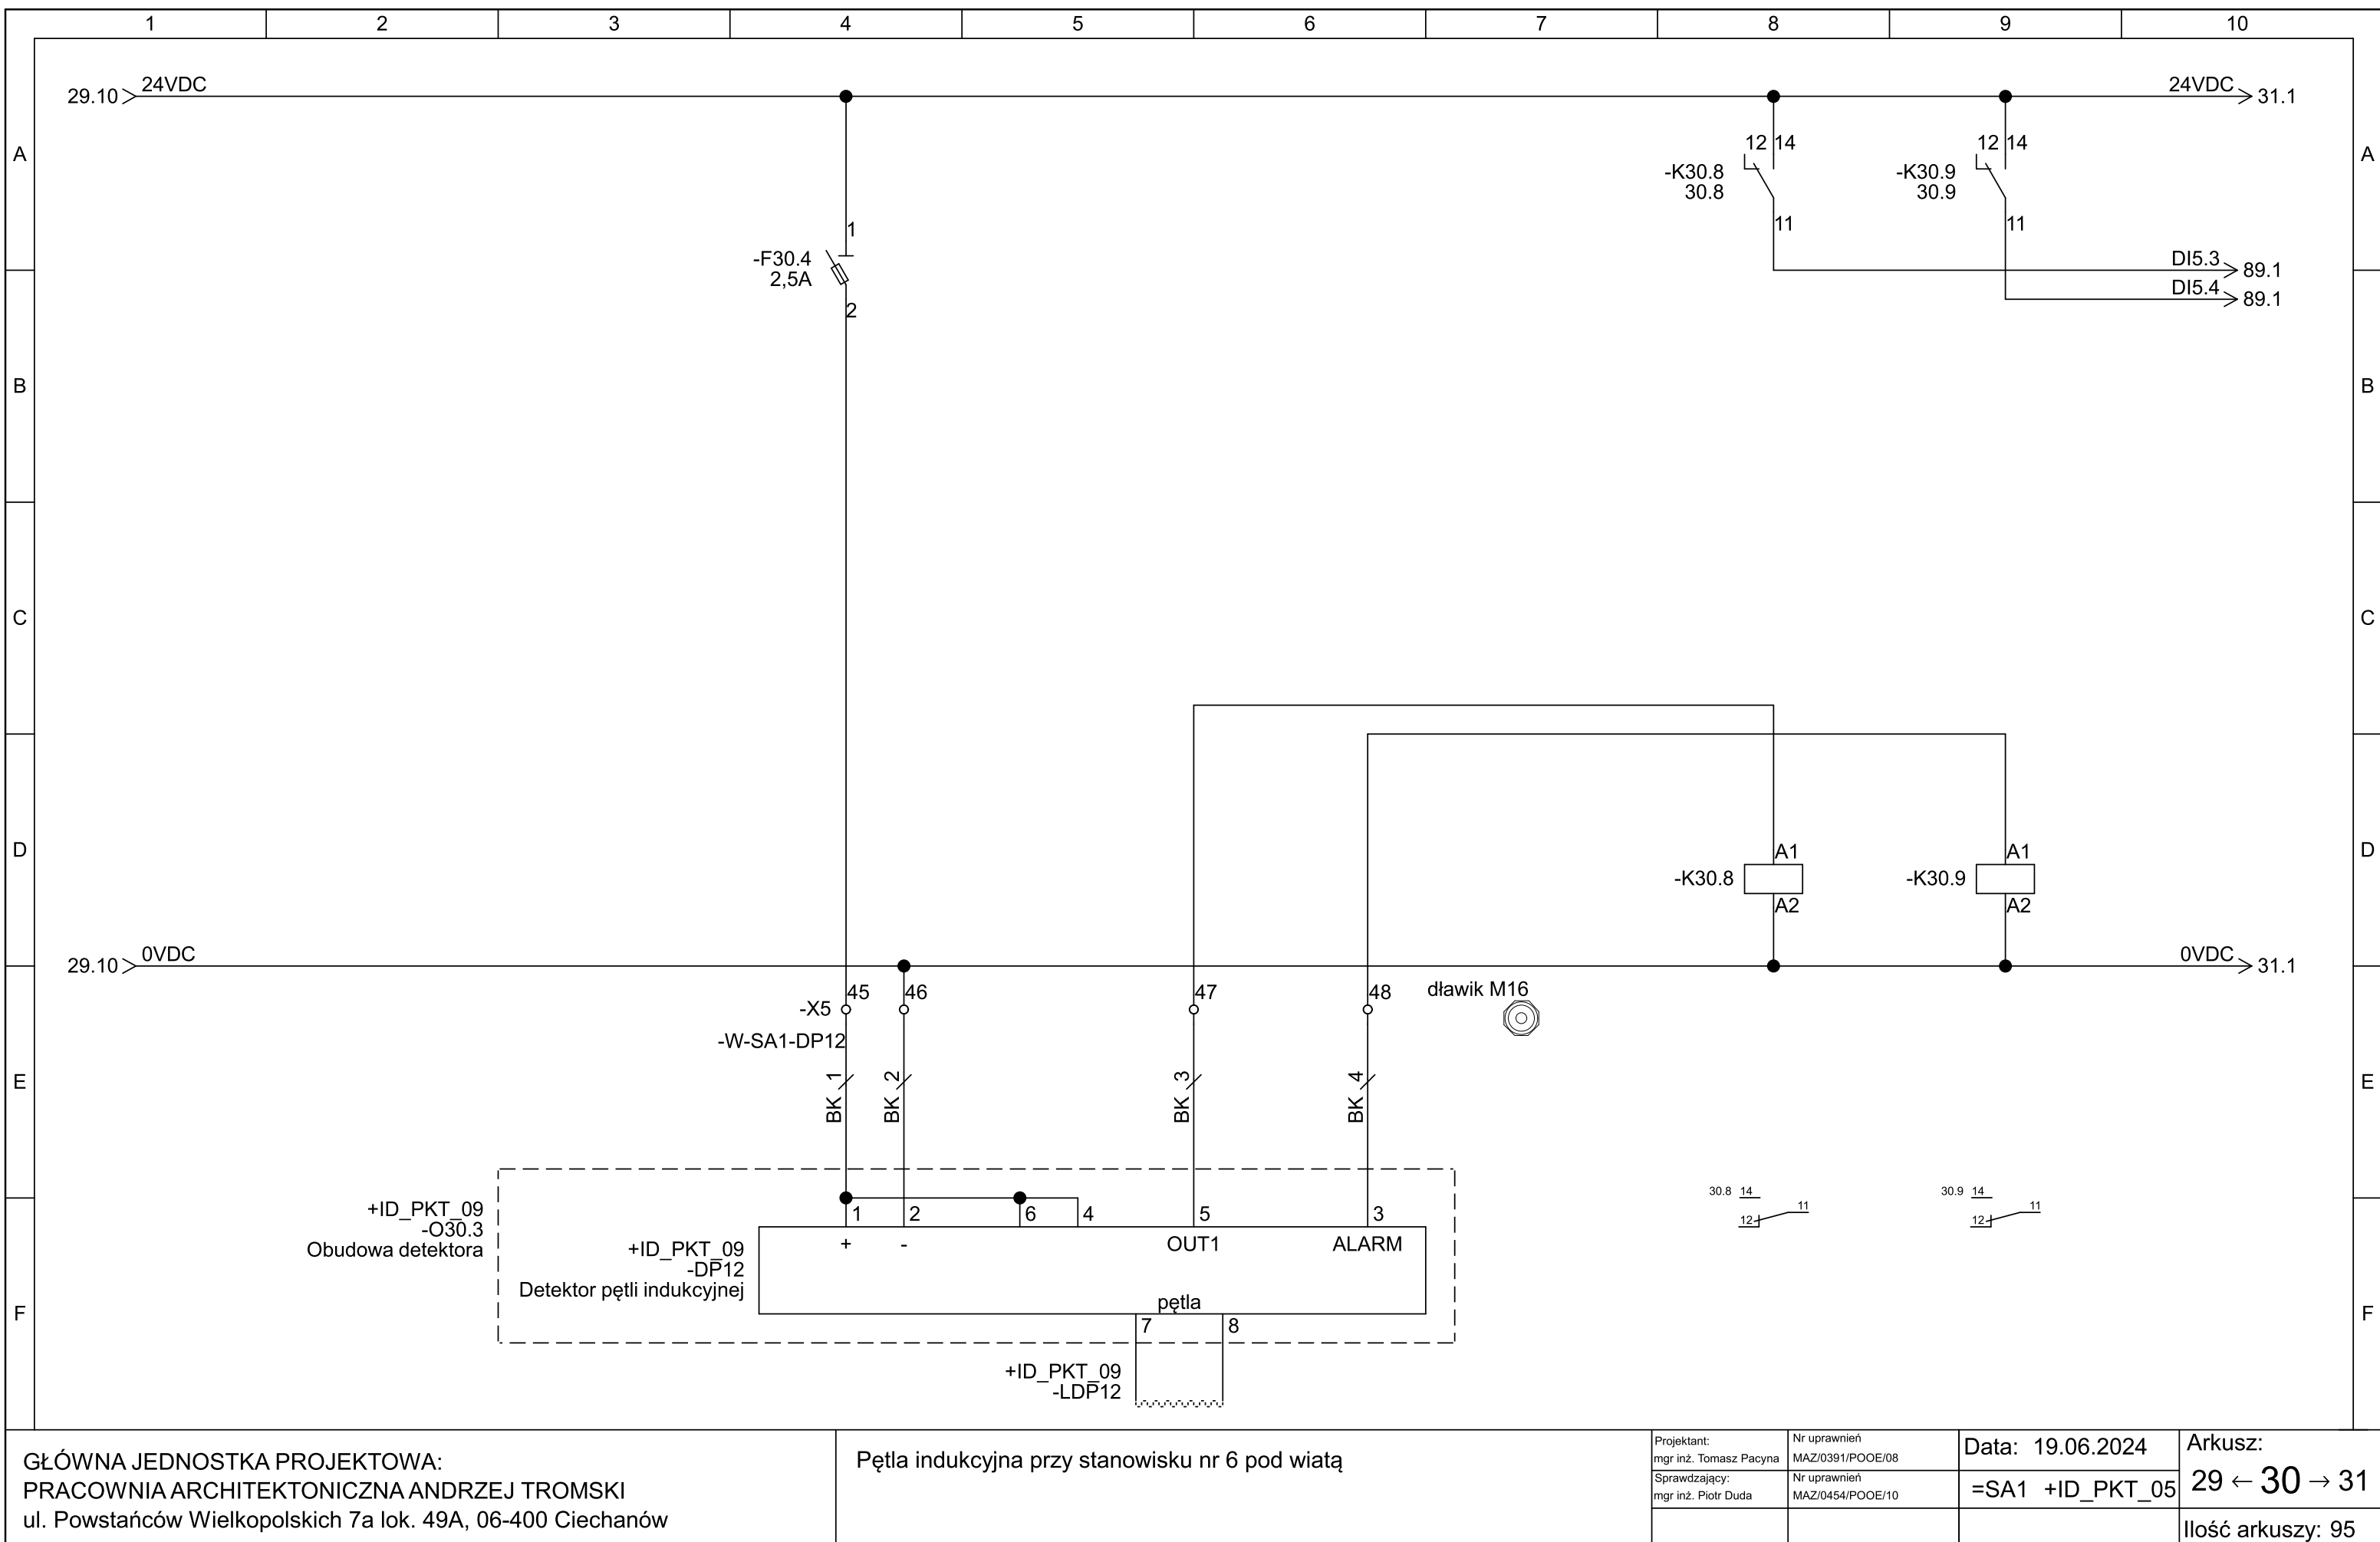 1 2 3 4 5 6 7 8 9 10
29.10 24VDC 24VDC 31.1
A A
12 14 12 14
-K30.8 -K30.9
30.8 30.9
11 11
1
-F30.4
2,5A
2
DI5.3 89.1
DI5.4 89.1
B B
C C
D D
A1 A1
-K30.8 -K30.9
A2 A2
29.10 0VDC 0VDC 31.1
45 46 47 48 dławik M16
-X5
-W-SA1-DP12
E E
BK 1 BK 2 BK 3 BK 4
30.8 14 30.9 14
11 11
12 12
+ID_PKT_09
-O30.3
Obudowa detektora
1 2 6 4 5 3
+ - OUT1 ALARM
+ID_PKT_09
-DP12
Detektor pętli indukcyjnej
pętla
F F
7 8
+ID_PKT_09
-LDP12
GŁÓWNA JEDNOSTKA PROJEKTOWA:
PRACOWNIA ARCHITEKTONICZNA ANDRZEJ TROMSKI
ul. Powstańców Wielkopolskich 7a lok. 49A, 06-400 Ciechanów
Pętla indukcyjna przy stanowisku nr 6 pod wiatą
Projektant:
mgr inż. Tomasz Pacyna
Nr uprawnień
MAZ/0391/POOE/08
Sprawdzający:
mgr inż. Piotr Duda
Nr uprawnień
MAZ/0454/POOE/10
Data: 19.06.2024
=SA1 +ID_PKT_05
Arkusz:
29 ← 30 → 31
Ilość arkuszy: 95